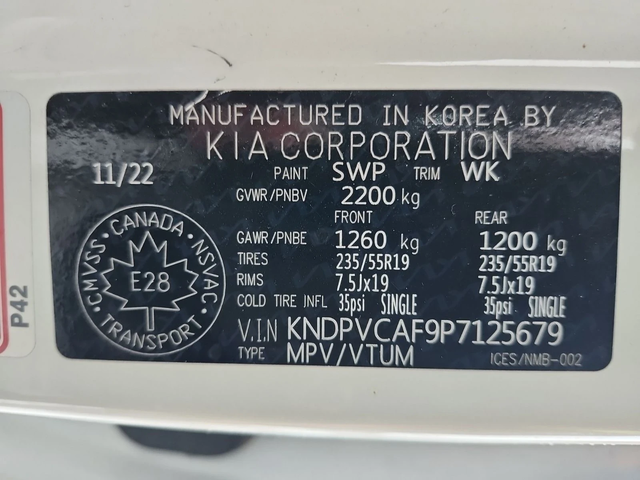 MANUFACTURED IN KOREA BY
KIA CORPORATION
11/22 PAINT SWP TRIM WK
GVWR/PNBV 2200 kg
FRONT REAR
GAWR/PNBE 1260 kg 1200 kg
TIRES 235/55R19 235/55R19
RIMS 7.5Jx19 7.5Jx19
COLD TIRE INFL 35psi SINGLE 35psi SINGLE
V.I.N KNDPVCAF9P7125679
TYPE MPV/VTUM ICES/NMB-002
CMVSS • CANADA • NSVAC
E28
TRANSPORT
P42